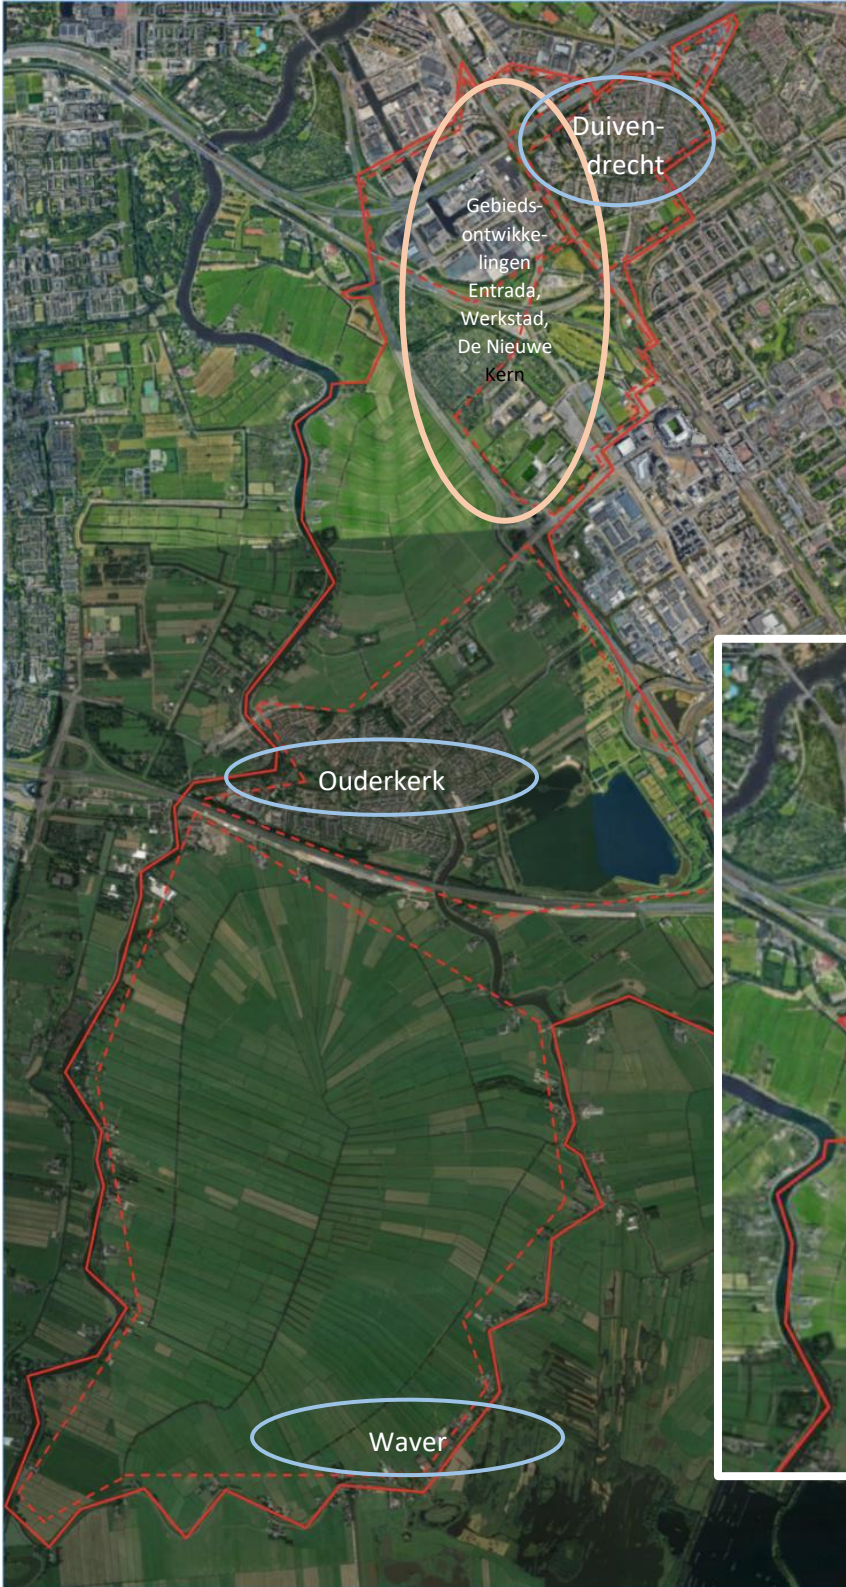 Duiven-
drecht
Gebieds-
ontwikke-
lingen
Entrada,
Werkstad,
De Nieuwe
Kern
Ouderkerk
Waver